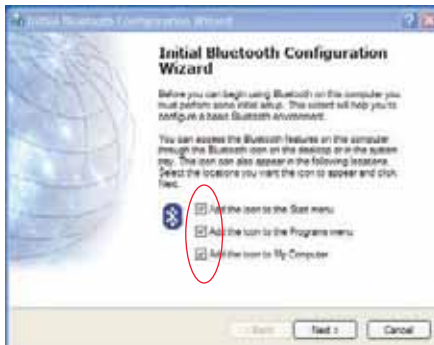 Initial Bluetooth Configuration Wizard
Initial Bluetooth Configuration
Wizard
Before you can begin using Bluetooth on this computer you
must perform some initial setup. This wizard will help you to
configure a basic Bluetooth environment.
You can access the Bluetooth features on this computer
through the Bluetooth icon on the desktop or in the system
tray. This icon can also appear in the following locations.
Select the locations you want the icon to appear and click
Next.
Add the icon to the Start menu
Add the icon to the Programs menu
Add the icon to My Computer
< Back
Next >
Cancel